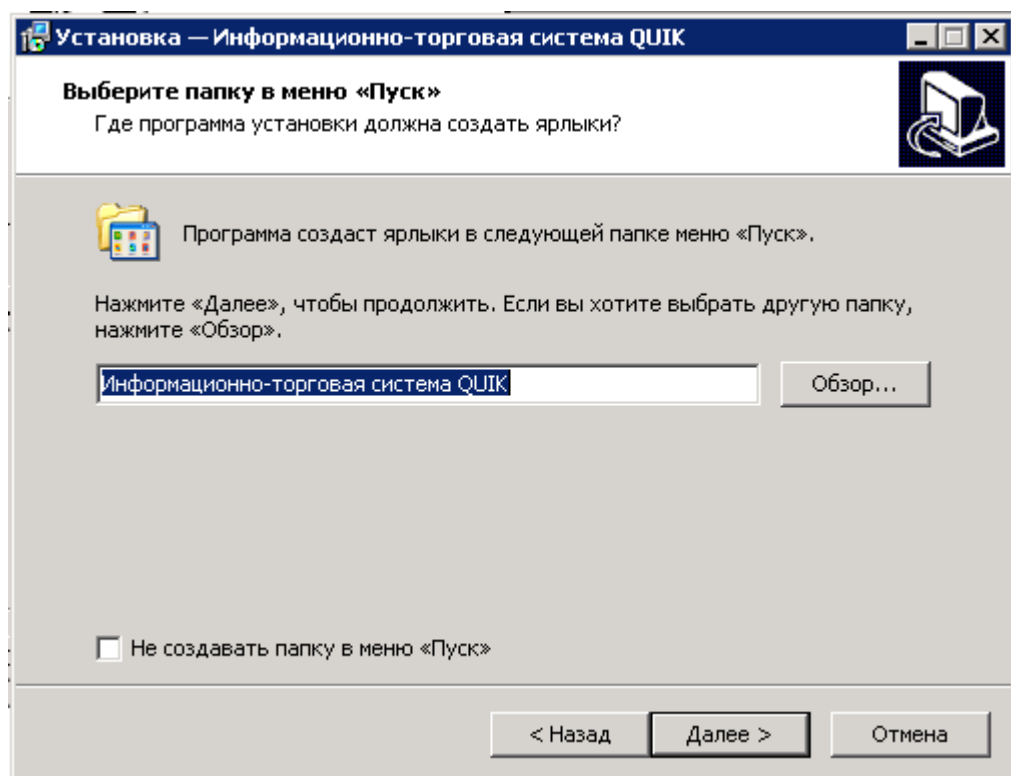 Установка — Информационно-торговая система QUIK
Выберите папку в меню «Пуск»
Где программа установки должна создать ярлыки?
Программа создаст ярлыки в следующей папке меню «Пуск».
Нажмите «Далее», чтобы продолжить. Если вы хотите выбрать другую папку,
нажмите «Обзор».
Информационно-торговая система QUIK
Обзор...
Не создавать папку в меню «Пуск»
< Назад
Далее >
Отмена